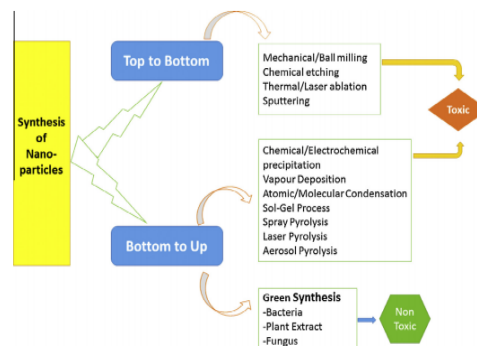 Synthesis
of
Nano-
particles
Top to Bottom
Mechanical/Ball milling
Chemical etching
Thermal/Laser ablation
Sputtering
Toxic
Bottom to Up
Chemical/Electrochemical
precipitation
Vapour Deposition
Atomic/Molecular Condensation
Sol-Gel Process
Spray Pyrolysis
Laser Pyrolysis
Aerosol Pyrolysis
Green Synthesis
-Bacteria
-Plant Extract
-Fungus
Non
Toxic